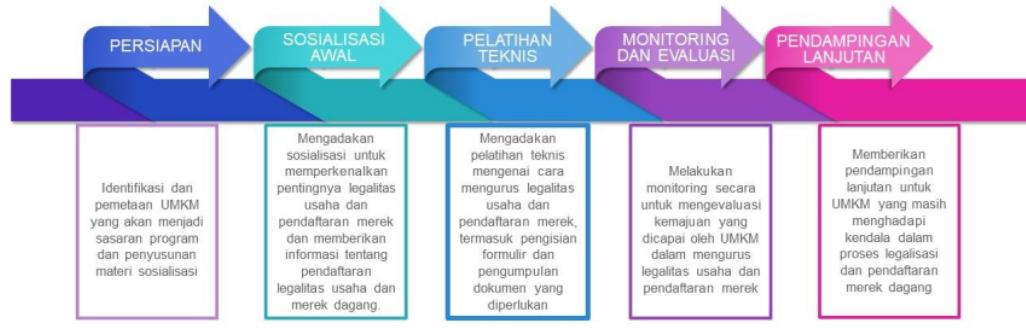 PERSIAPAN
SOSIALISASI
AWAL
PELATIHAN
TEKNIS
MONITORING
DAN EVALUASI
PENDAMPINGAN
LANJUTAN
Identifikasi dan
pemetaan UMKM
yang akan menjadi
sasaran program
dan penyusunan
materi sosialisasi
Mengadakan
sosialisasi untuk
memperkenalkan
pentingnya legalitas
usaha dan
pendaftaran merek
dan memberikan
informasi tentang
pendaftaran
legalitas usaha dan
merek dagang.
Mengadakan
pelatihan teknis
mengenai cara
mengurus legalitas
usaha dan
pendaftaran merek,
termasuk pengisian
formulir dan
pengumpulan
dokumen yang
diperlukan
Melakukan
monitoring secara
untuk mengevaluasi
kemajuan yang
dicapai oleh UMKM
dalam mengurus
legalitas usaha dan
pendaftaran merek
Memberikan
pendampingan
lanjutan untuk
UMKM yang masih
menghadapi
kendala dalam
proses legalisasi
dan pendaftaran
merek dagang